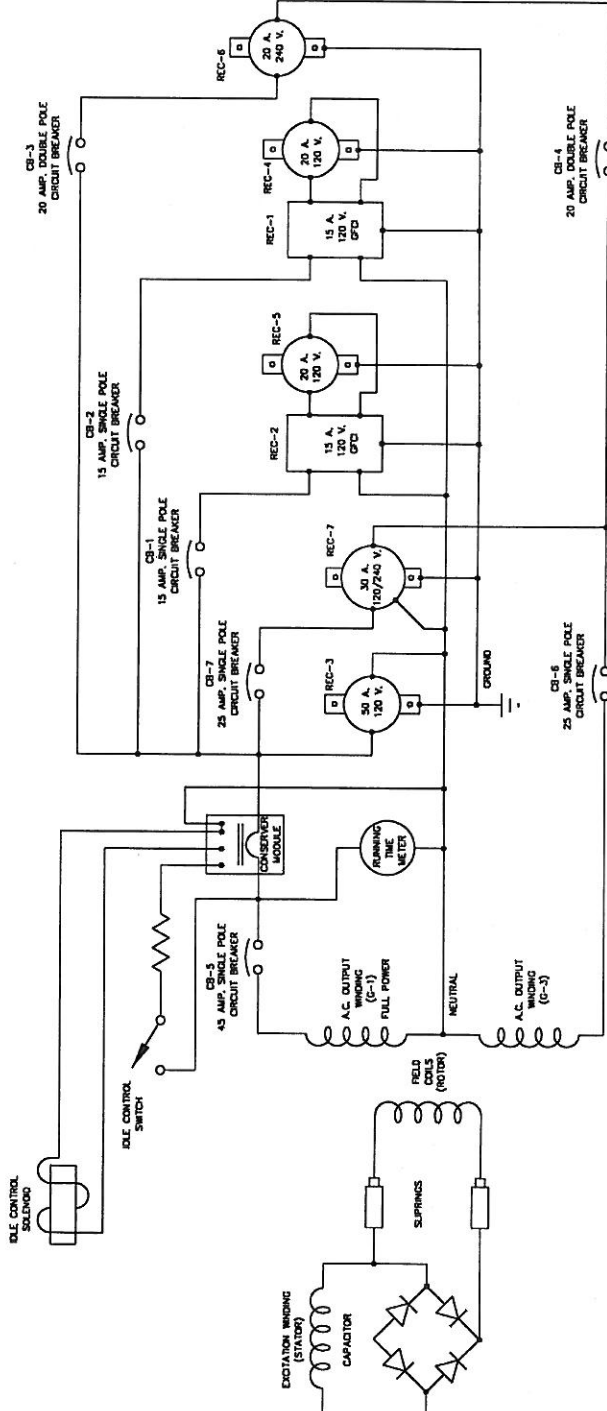 IDLE CONTROL
SOLENOID
IDLE CONTROL
SWITCH
CONSERVER
MODULE
CB-3
20 AMP. DOUBLE POLE
CIRCUIT BREAKER
CB-2
15 AMP. SINGLE POLE
CIRCUIT BREAKER
CB-1
15 AMP. SINGLE POLE
CIRCUIT BREAKER
CB-7
25 AMP. SINGLE POLE
CIRCUIT BREAKER
CB-5
45 AMP. SINGLE POLE
CIRCUIT BREAKER
REC-6
20 A.
240 V.
REC-4
20 A.
120 V.
REC-1
15 A.
120 V.
GFCI
REC-5
20 A.
120 V.
REC-2
15 A.
120 V.
GFCI
REC-7
30 A.
120/240 V.
REC-3
50 A.
120 V.
RUNNING
TIME
METER
A.C. OUTPUT
WINDING
(G-1)
FULL POWER
NEUTRAL
GROUND
A.C. OUTPUT
WINDING
(G-3)
CB-6
25 AMP. SINGLE POLE
CIRCUIT BREAKER
CB-4
20 AMP. DOUBLE POLE
CIRCUIT BREAKER
EXCITATION WINDING
(STATOR)
CAPACITOR
SLIPRINGS
FIELD
COILS
(ROTOR)